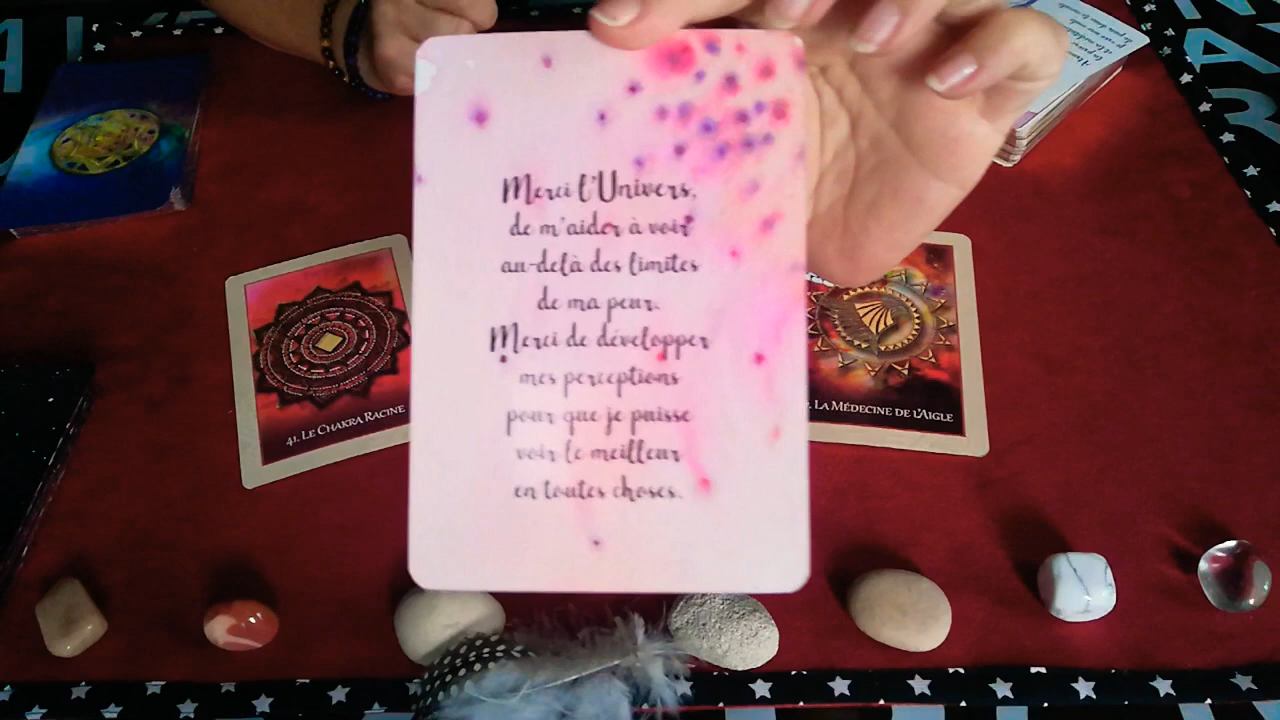 Merci l'Univers,
de m'aider à voir
au-delà des limites
de ma peur.
Merci de développer
mes perceptions
pour que je puisse
voir le meilleur
en toutes choses.
41. LE CHAKRA RACINE
LA MÉDECINE DE L'AIGLE